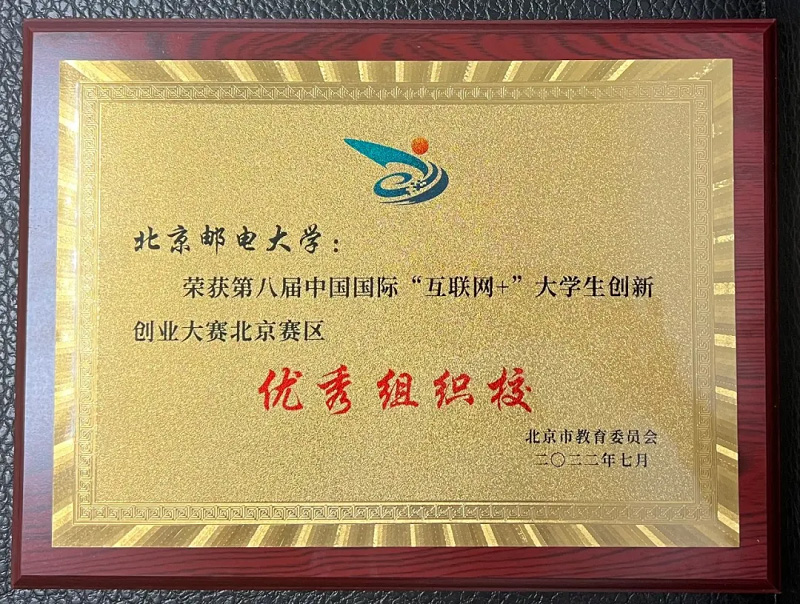 北京邮电大学：
荣获第八届中国国际“互联网+”大学生创新
创业大赛北京赛区
优秀组织校
北京市教育委员会
二〇二二年七月